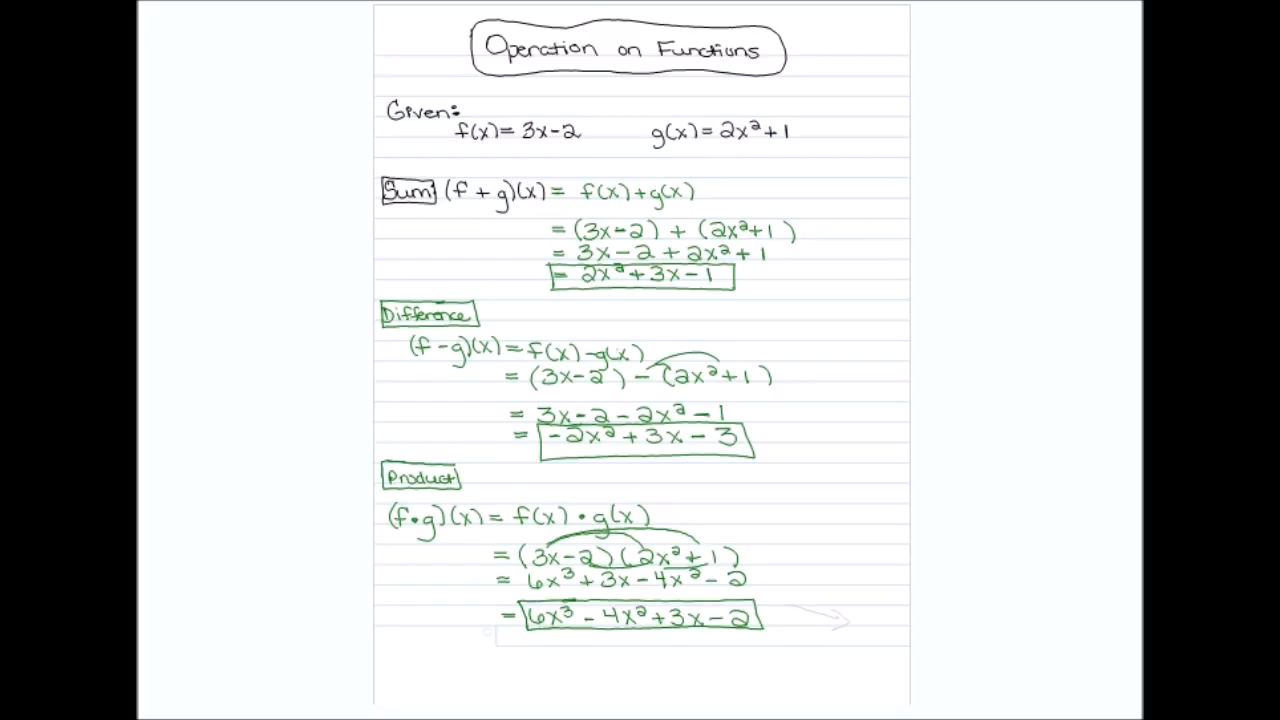 Operation on Functions
Given:
f(x) = 3x-2 g(x) = 2x²+1
Sum: (f + g)(x) = f(x)+g(x)
= (3x-2) + (2x²+1)
= 3x - 2 + 2x² + 1
= 2x² + 3x - 1
Difference
(f - g)(x) = f(x) - g(x)
= (3x-2) - (2x²+1)
= 3x - 2 - 2x² - 1
= -2x² + 3x - 3
Product
(f•g)(x) = f(x) • g(x)
= (3x-2)(2x²+1)
= 6x³ + 3x - 4x² - 2
= 6x³ - 4x² + 3x - 2